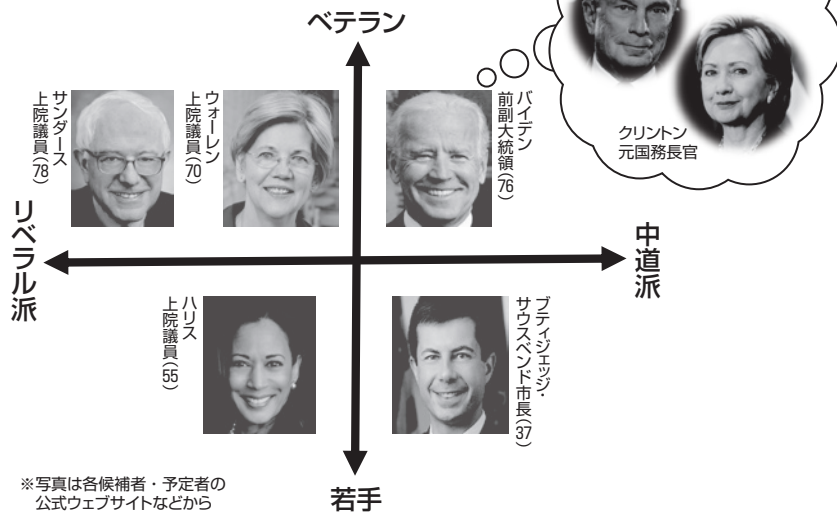 ベテラン
クリントン
元国務長官
サンダース
上院議員(78)
ウォーレン
上院議員(70)
バイデン
前副大統領(76)
リベラル派
中道派
ハリス
上院議員(55)
ブティジェッジ・
サウスベンド市長(37)
若手
※写真は各候補者・予定者の
公式ウェブサイトなどから